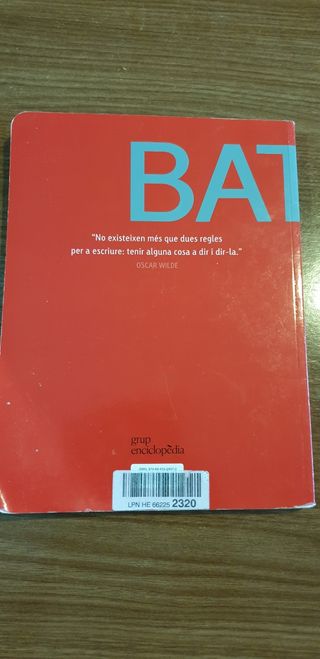 BAT
“No existeixen més que dues regles
per a escriure: tenir alguna cosa a dir i dir-la.”
OSCAR WILDE
grup
enciclopèdia
LPN HE 66225 2320